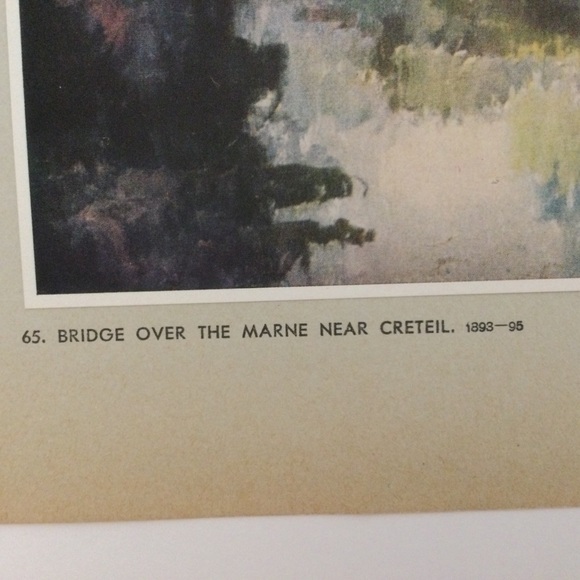 65. BRIDGE OVER THE MARNE NEAR CRETEIL. 1893—95